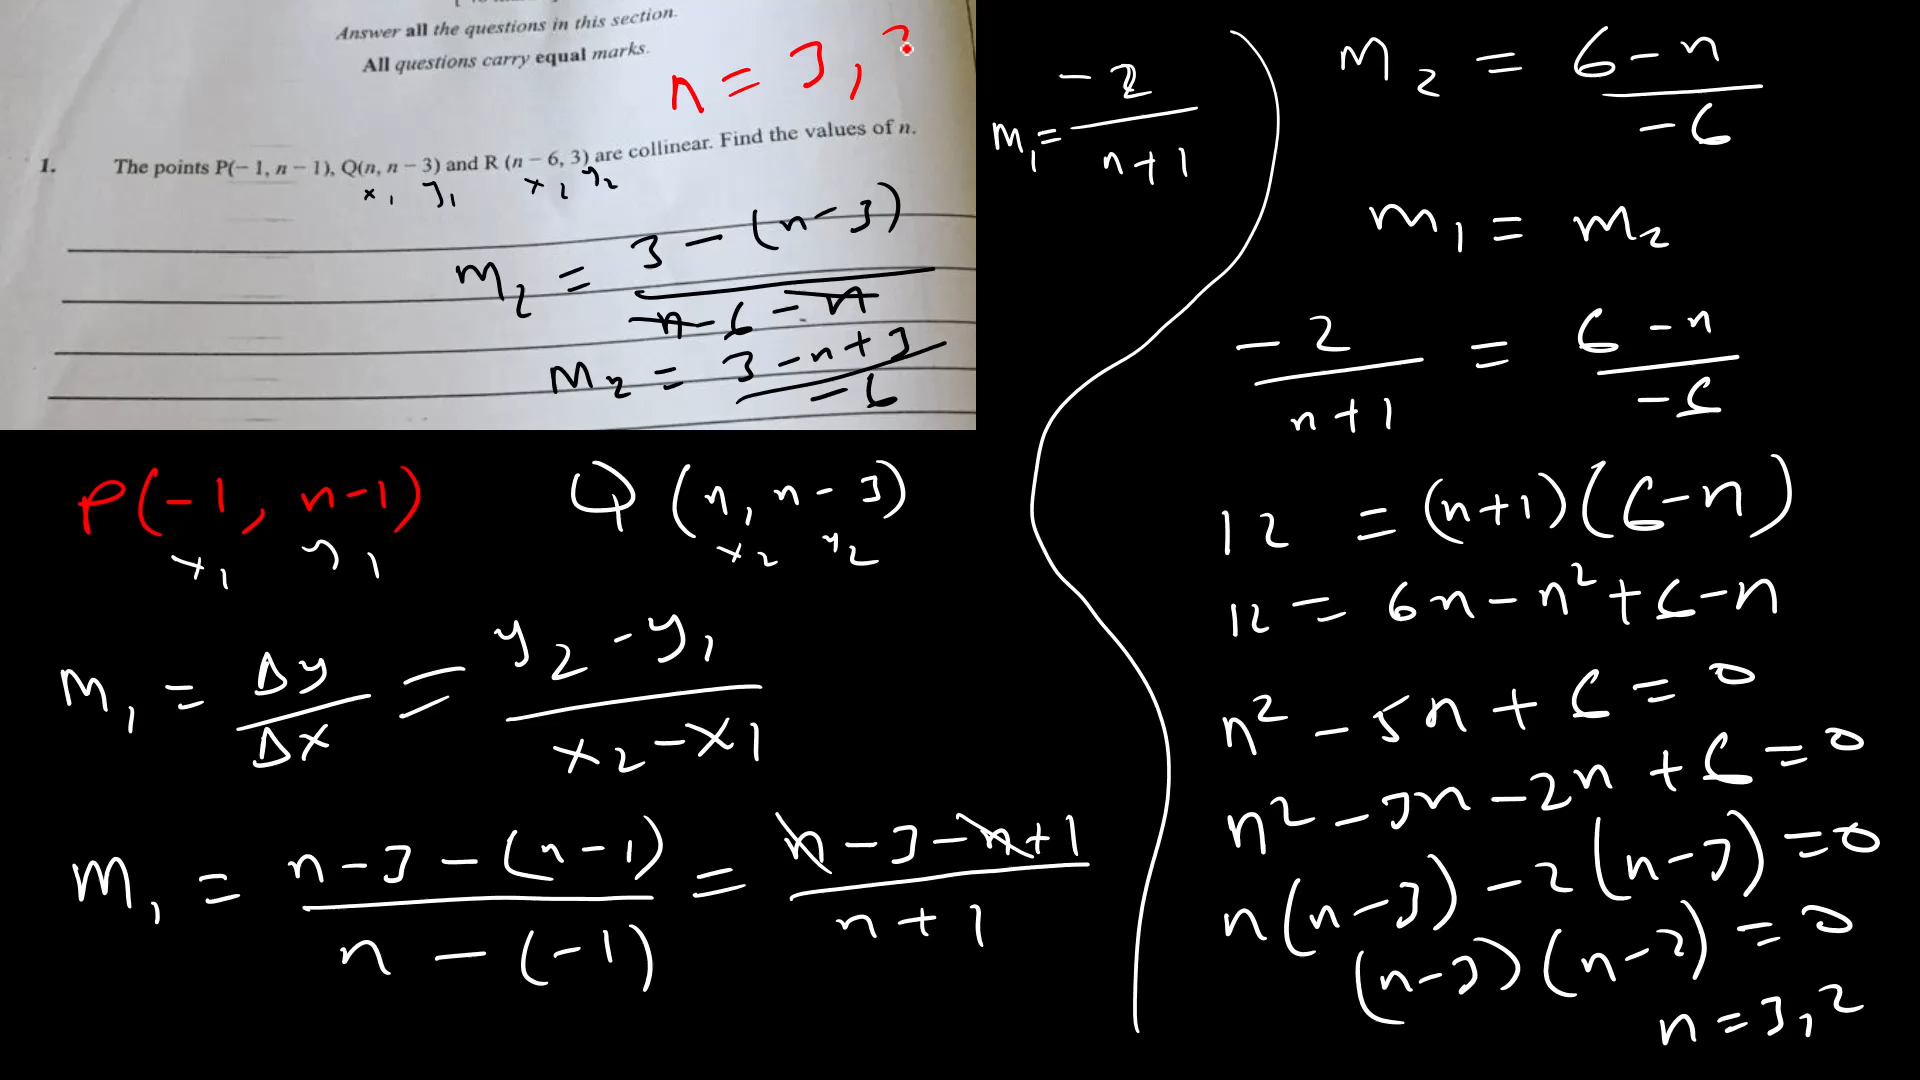 Answer all the questions in this section.
All questions carry equal marks.
n = 3,
1. The points P(– 1, n – 1), Q(n, n – 3) and R (n – 6, 3) are collinear. Find the values of n.
x1 y1 x2 y2
m2 = 3 - (n-3) / n - 6 - n
m2 = 3 - n + 3 / -6
P(-1, n-1) Q (n, n-3)
x1 y1 x2 y2
m1 = Δy / Δx = y2 - y1 / x2 - x1
m1 = n-3-(n-1) / n-(-1) = n-3-n+1 / n+1
m1 = -2 / n+1
m2 = 6-n / -6
m1 = m2
-2 / n+1 = 6-n / -6
12 = (n+1)(6-n)
12 = 6n - n² + 6 - n
n² - 5n + 6 = 0
n² - 3n - 2n + 6 = 0
n(n-3) - 2(n-3) = 0
(n-3)(n-2) = 0
n = 3, 2